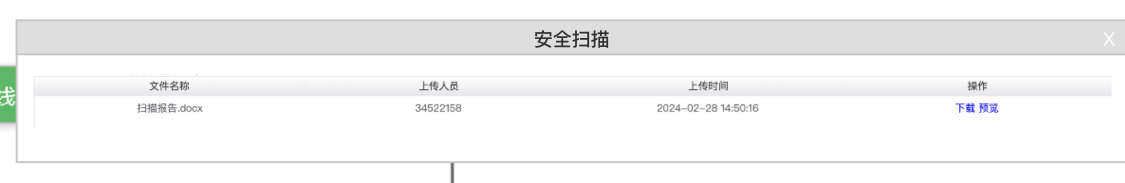 安全扫描 X
线
文件名称 上传人员 上传时间 操作
扫描报告.docx 34522158 2024-02-28 14:50:16 下载 预览